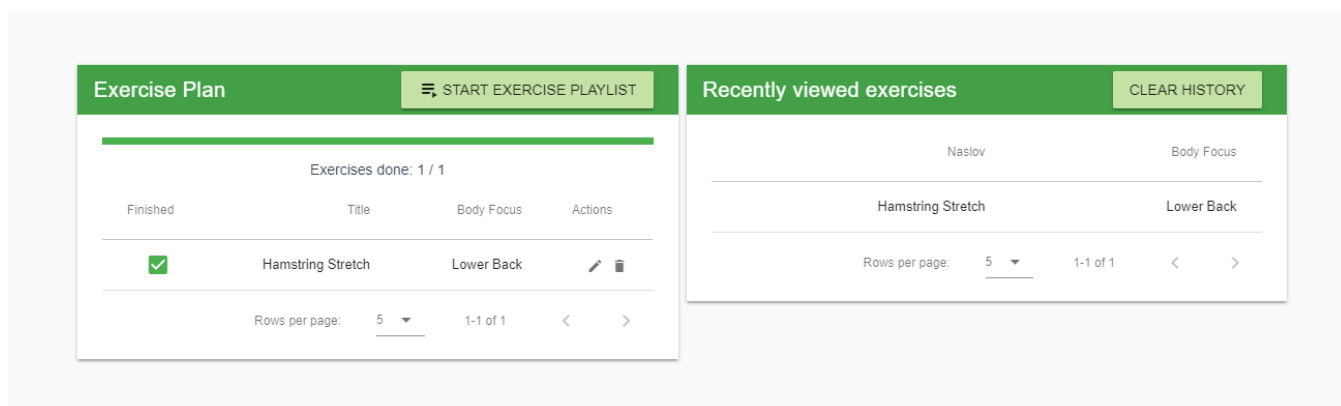 Exercise Plan
START EXERCISE PLAYLIST
Exercises done: 1 / 1
Finished Title Body Focus Actions
Hamstring Stretch Lower Back
Rows per page: 5 1-1 of 1
Recently viewed exercises
CLEAR HISTORY
Naslov Body Focus
Hamstring Stretch Lower Back
Rows per page: 5 1-1 of 1